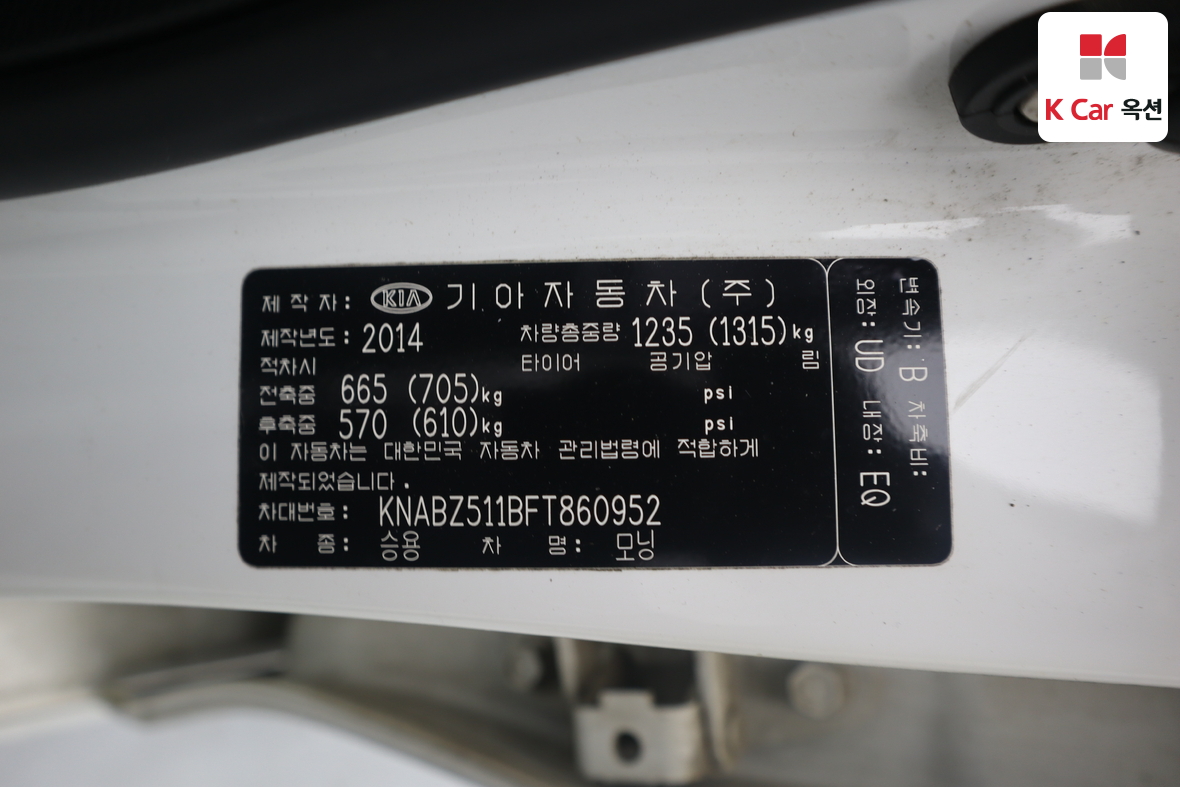 K Car 옥션
제 작 자 : KIA 기 아 자 동 차 ( 주 )
제작년도 : 2014 차량총중량 1235 (1315)kg
적차시 타이어 공기압 림
전축중 665 (705)kg psi
후축중 570 (610)kg psi
이 자동차는 대한민국 자동차 관리법령에 적합하게
제작되었습니다.
차대번호 : KNABZ511BFT860952
차 종 : 승용 차 명 : 모닝
변속기 : B 차축비 :
외장 : UD 내장 : EQ